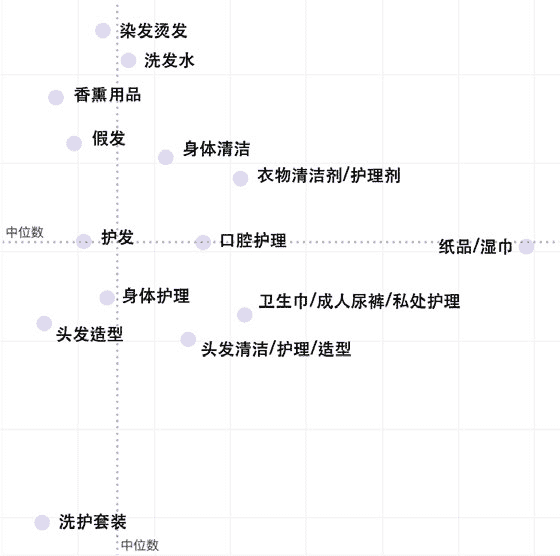 染发烫发
洗发水
香薰用品
假发
身体清洁
衣物清洁剂/护理剂
中位数
护发
口腔护理
纸品/湿巾
身体护理
卫生巾/成人尿裤/私处护理
头发造型
头发清洁/护理/造型
洗护套装
中位数